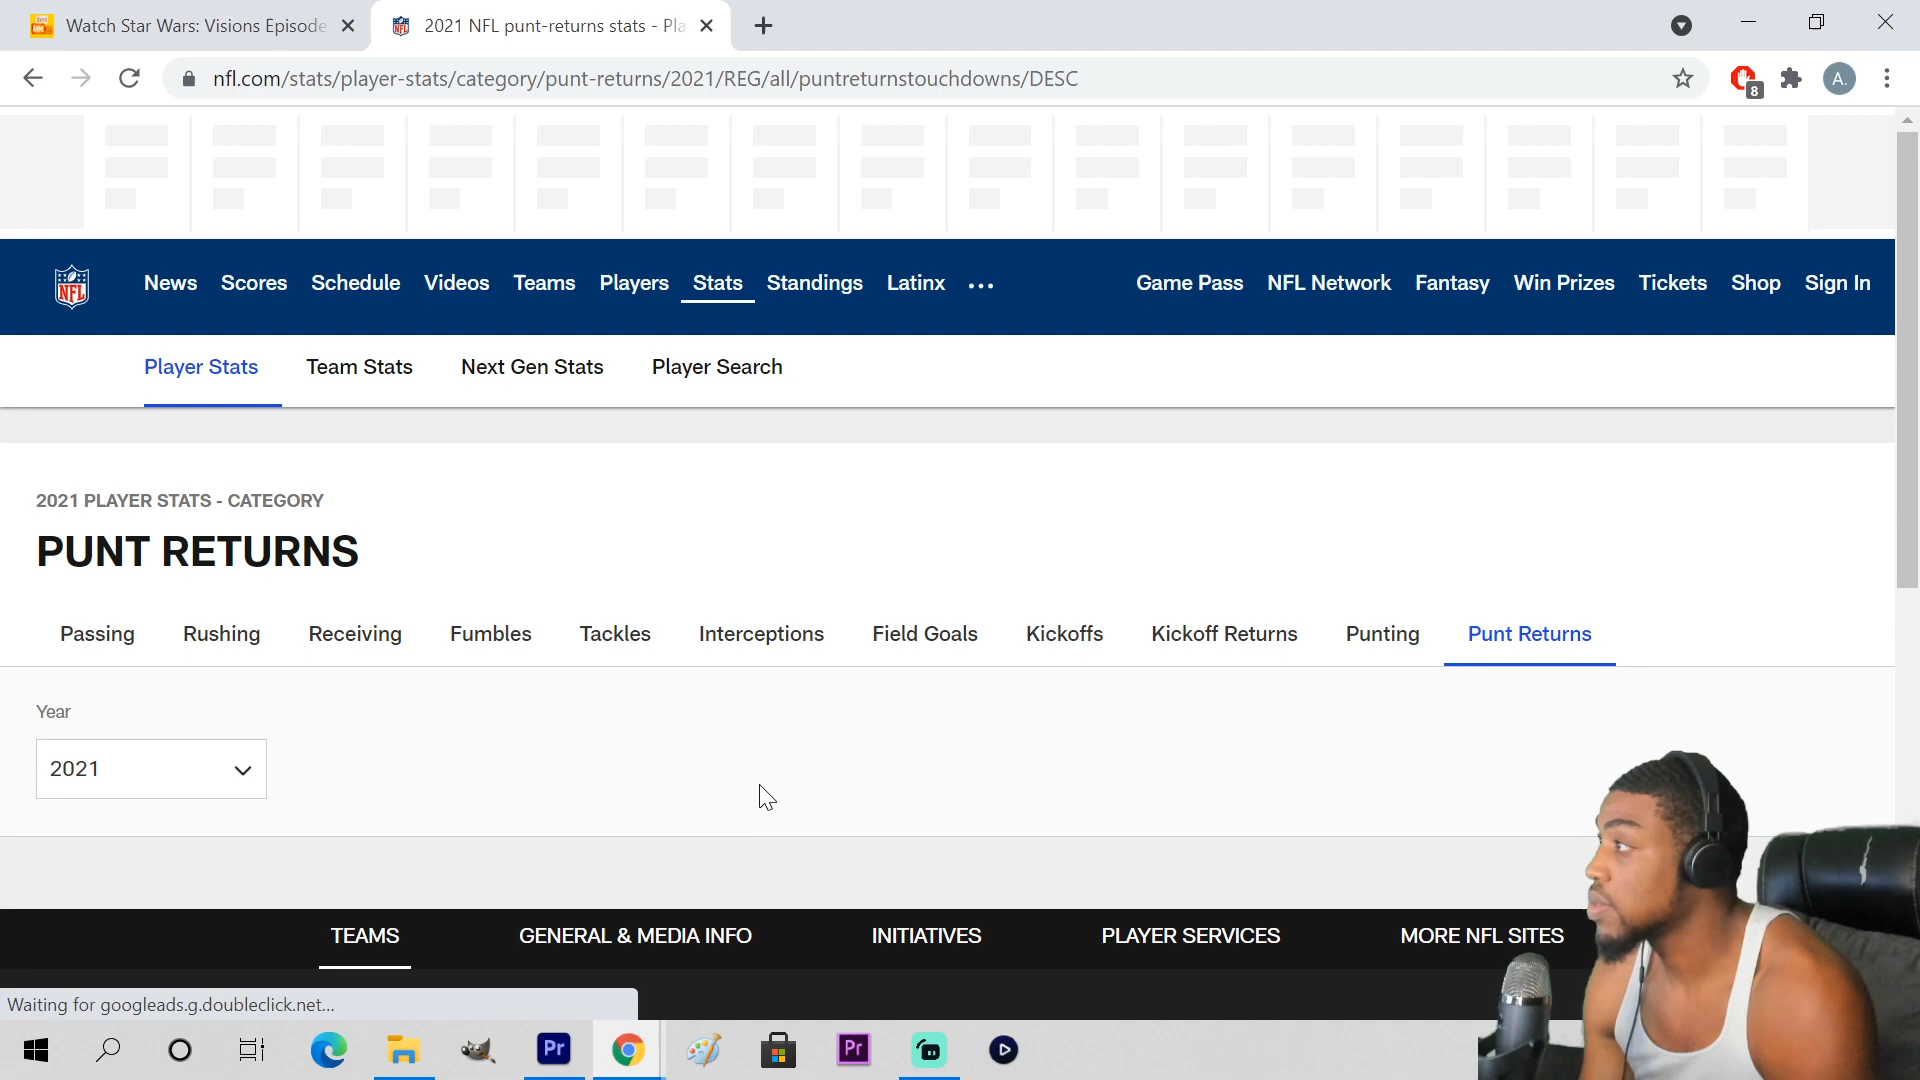 Watch Star Wars: Visions Episode
2021 NFL punt-returns stats - Pla
nfl.com/stats/player-stats/category/punt-returns/2021/REG/all/puntreturnstouchdowns/DESC
8
A.
NFL
News Scores Schedule Videos Teams Players Stats Standings Latinx ... Game Pass NFL Network Fantasy Win Prizes Tickets Shop Sign In
Player Stats Team Stats Next Gen Stats Player Search
2021 PLAYER STATS - CATEGORY
PUNT RETURNS
Passing Rushing Receiving Fumbles Tackles Interceptions Field Goals Kickoffs Kickoff Returns Punting Punt Returns
Year
2021
TEAMS GENERAL & MEDIA INFO INITIATIVES PLAYER SERVICES MORE NFL SITES
Waiting for googleads.g.doubleclick.net...
Pr Pr